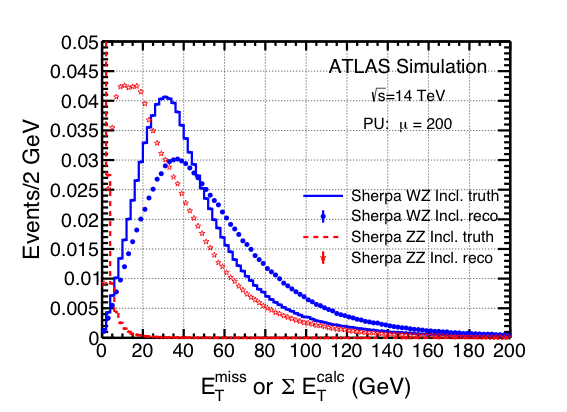 0.05
0.045
0.04
0.035
0.03
0.025
0.02
0.015
0.01
0.005
0
Events/2 GeV
ATLAS Simulation
√s=14 TeV
PU: μ = 200
Sherpa WZ Incl. truth
Sherpa WZ Incl. reco
Sherpa ZZ Incl. truth
Sherpa ZZ Incl. reco
0 20 40 60 80 100 120 140 160 180 200
E_T^miss or Σ E_T^calc (GeV)